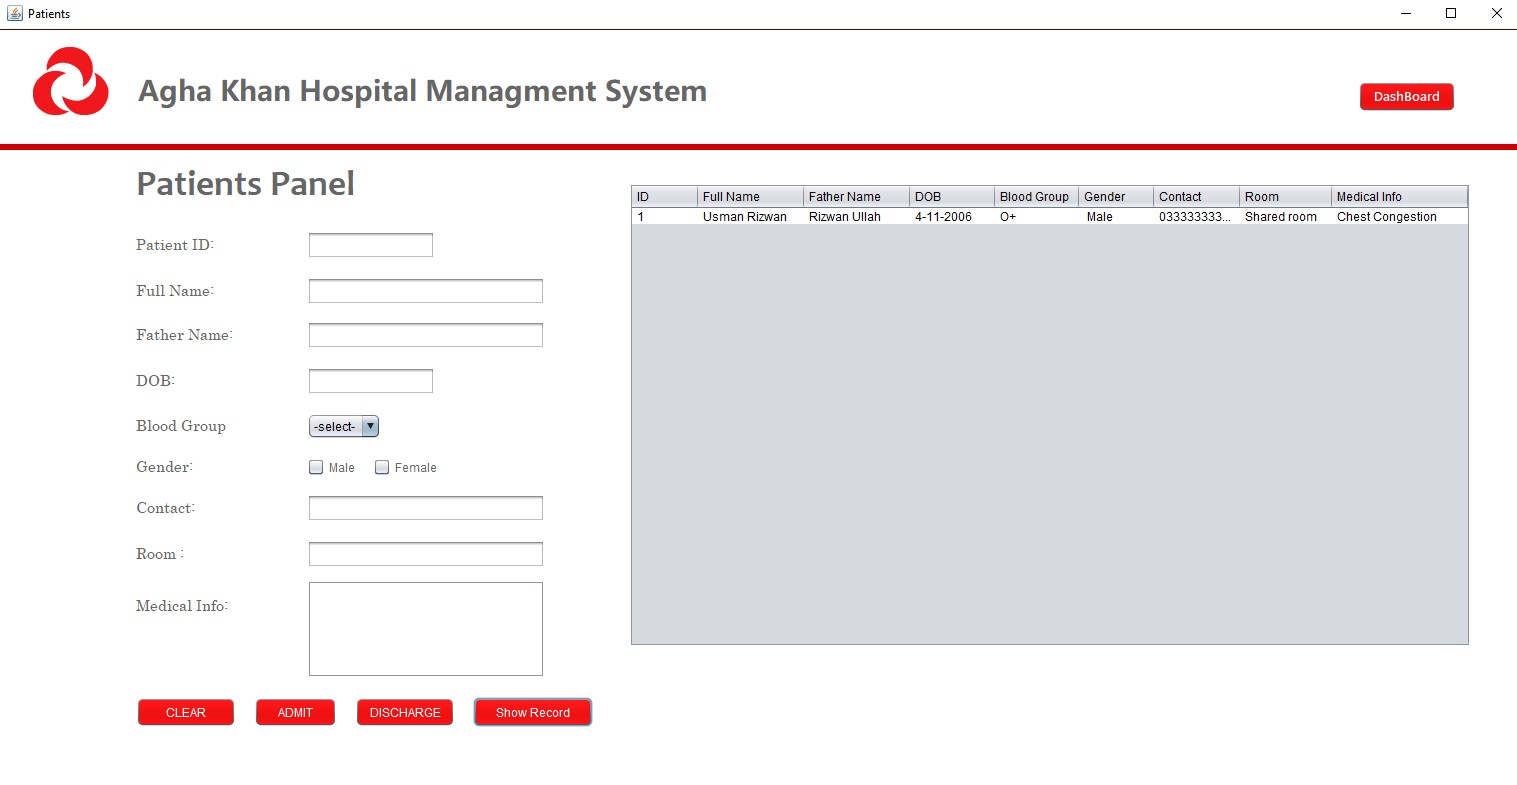 Patients
Agha Khan Hospital Managment System
DashBoard
Patients Panel
Patient ID:
Full Name:
Father Name:
DOB:
Blood Group
-select-
Gender:
Male
Female
Contact:
Room :
Medical Info:
CLEAR
ADMIT
DISCHARGE
Show Record
ID Full Name Father Name DOB Blood Group Gender Contact Room Medical Info
1 Usman Rizwan Rizwan Ullah 4-11-2006 O+ Male 033333333... Shared room Chest Congestion